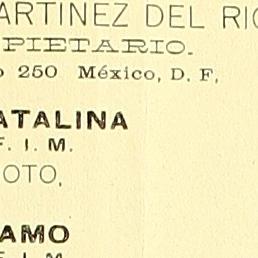 ARTINEZ DEL RIO
PIETARIO.
o 250 México, D. F,
ATALINA
F. I. M.
OTO,
AMO
F. I. M.